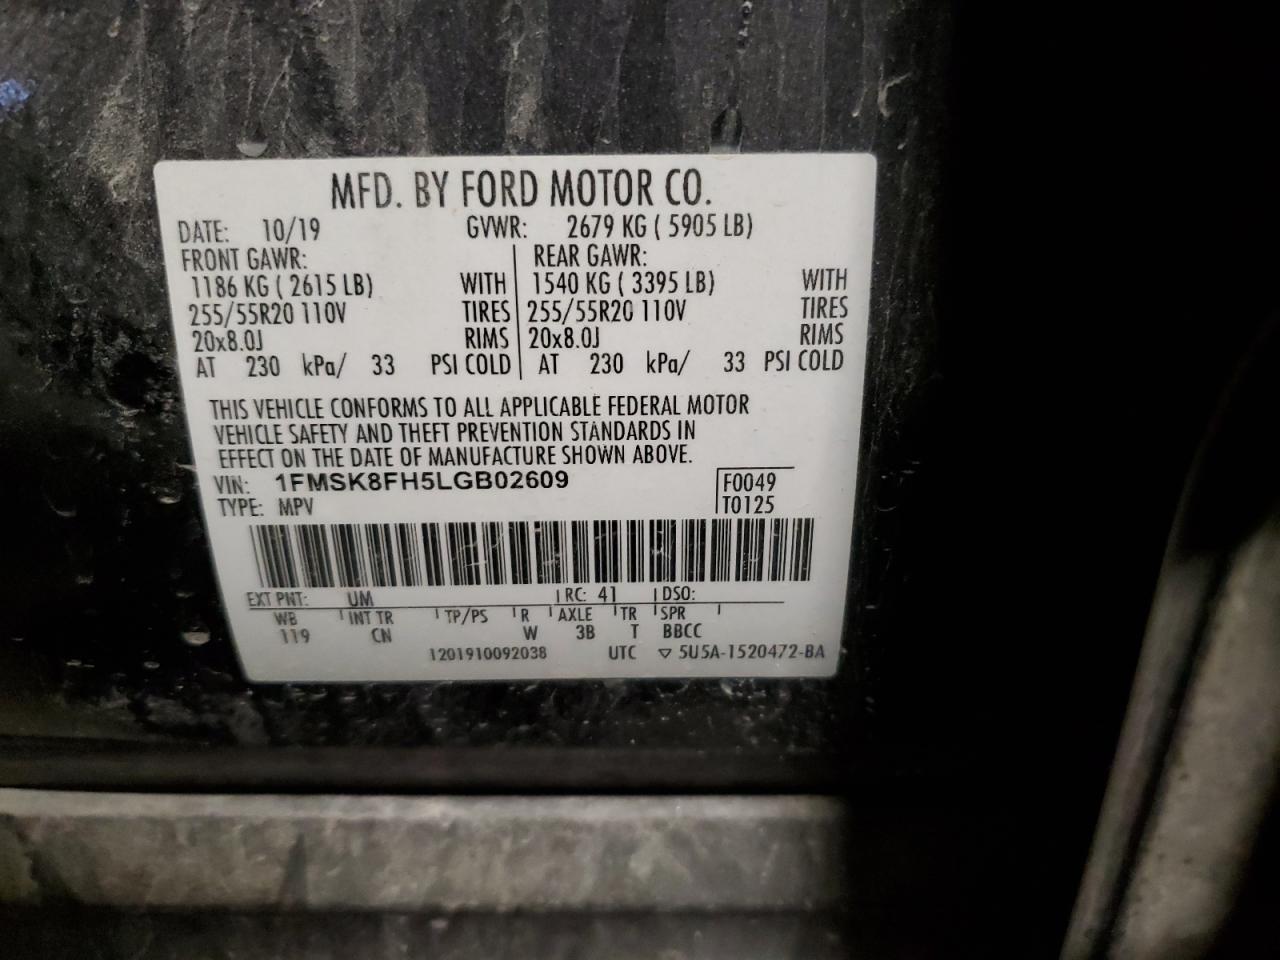 MFD. BY FORD MOTOR CO.
DATE: 10/19 GVWR: 2679 KG ( 5905 LB)
FRONT GAWR: REAR GAWR:
1186 KG ( 2615 LB) WITH 1540 KG ( 3395 LB) WITH
255/55R20 110V TIRES 255/55R20 110V TIRES
20x8.0J RIMS 20x8.0J RIMS
AT 230 kPa/ 33 PSI COLD AT 230 kPa/ 33 PSI COLD
THIS VEHICLE CONFORMS TO ALL APPLICABLE FEDERAL MOTOR
VEHICLE SAFETY AND THEFT PREVENTION STANDARDS IN
EFFECT ON THE DATE OF MANUFACTURE SHOWN ABOVE.
VIN: 1FMSK8FH5LGB02609 F0049
TYPE: MPV T0125
EXT PNT: UM RC: 41 DSO:
WB INT TR TP/PS R AXLE TR SPR
119 CN W 3B T BBCC
1201910092038 UTC ▽ 5U5A-1520472-BA